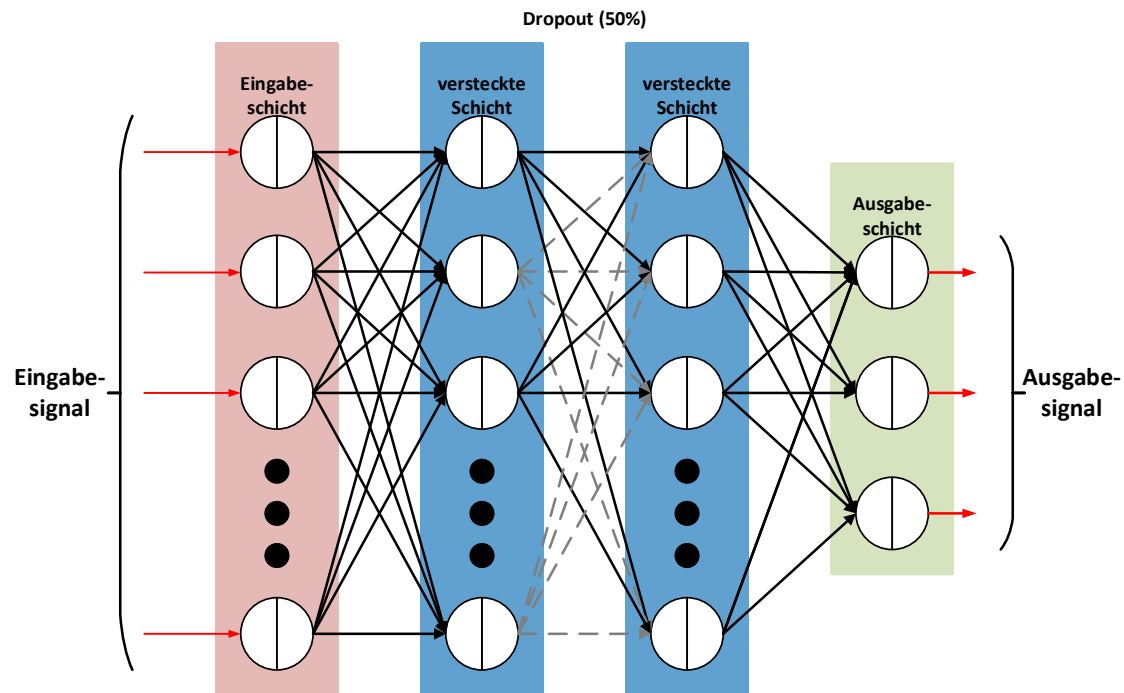 Dropout (50%)
Eingabe-
schicht
versteckte
Schicht
versteckte
Schicht
Ausgabe-
schicht
Eingabe-
signal
Ausgabe-
signal